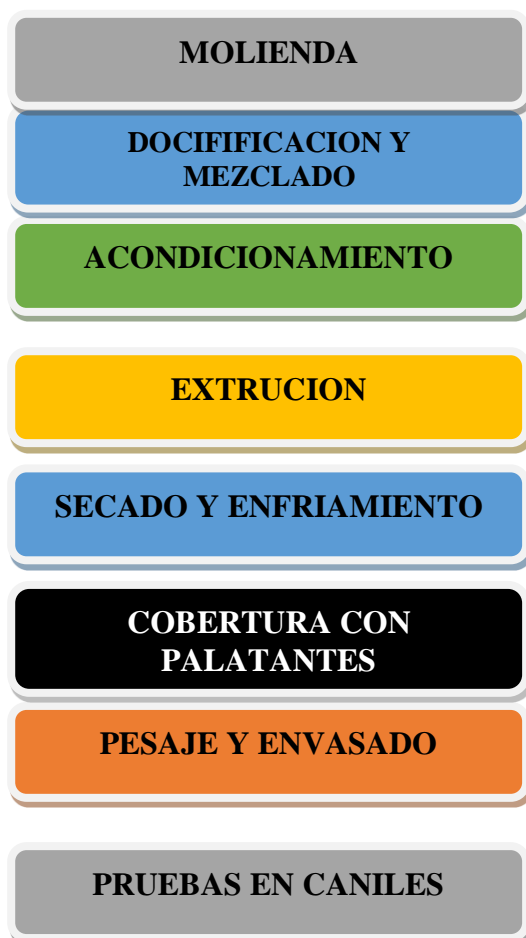 MOLIENDA
DOCIFIFICACION Y
MEZCLADO
ACONDICIONAMIENTO
EXTRUCION
SECADO Y ENFRIAMIENTO
COBERTURA CON
PALATANTES
PESAJE Y ENVASADO
PRUEBAS EN CANILES